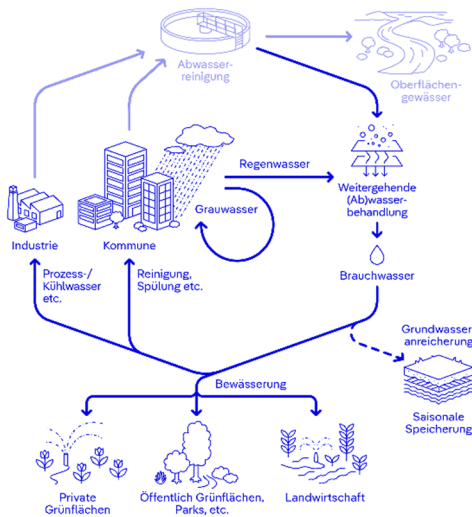 Abwasser-
reinigung
Oberflächen-
gewässer
Regenwasser
Weitergehende
(Ab)wasser-
behandlung
Grauwasser
Industrie
Kommune
Brauchwasser
Prozess-/
Kühlwasser
etc.
Reinigung,
Spülung etc.
Grundwasser
anreicherung
Bewässerung
Saisonale
Speicherung
Private
Grünflächen
Öffentlich Grünflächen,
Parks, etc.
Landwirtschaft